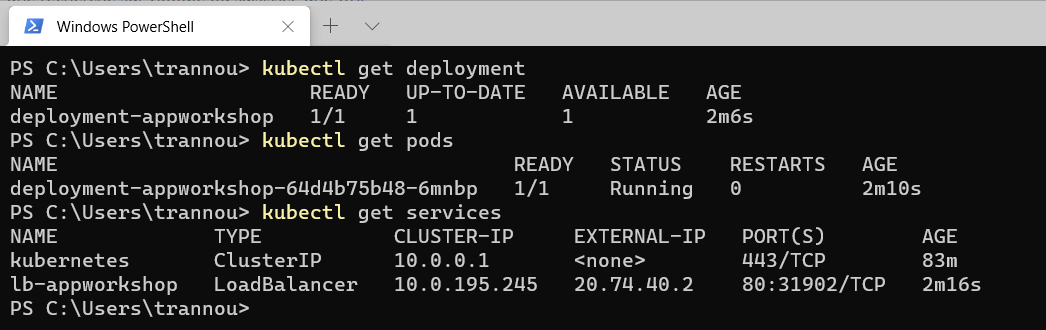 Windows PowerShell
PS C:\Users\trannou> kubectl get deployment
NAME READY UP-TO-DATE AVAILABLE AGE
deployment-appworkshop 1/1 1 1 2m6s
PS C:\Users\trannou> kubectl get pods
NAME READY STATUS RESTARTS AGE
deployment-appworkshop-64d4b75b48-6mnbp 1/1 Running 0 2m10s
PS C:\Users\trannou> kubectl get services
NAME TYPE CLUSTER-IP EXTERNAL-IP PORT(S) AGE
kubernetes ClusterIP 10.0.0.1 <none> 443/TCP 83m
lb-appworkshop LoadBalancer 10.0.195.245 20.74.40.2 80:31902/TCP 2m16s
PS C:\Users\trannou>